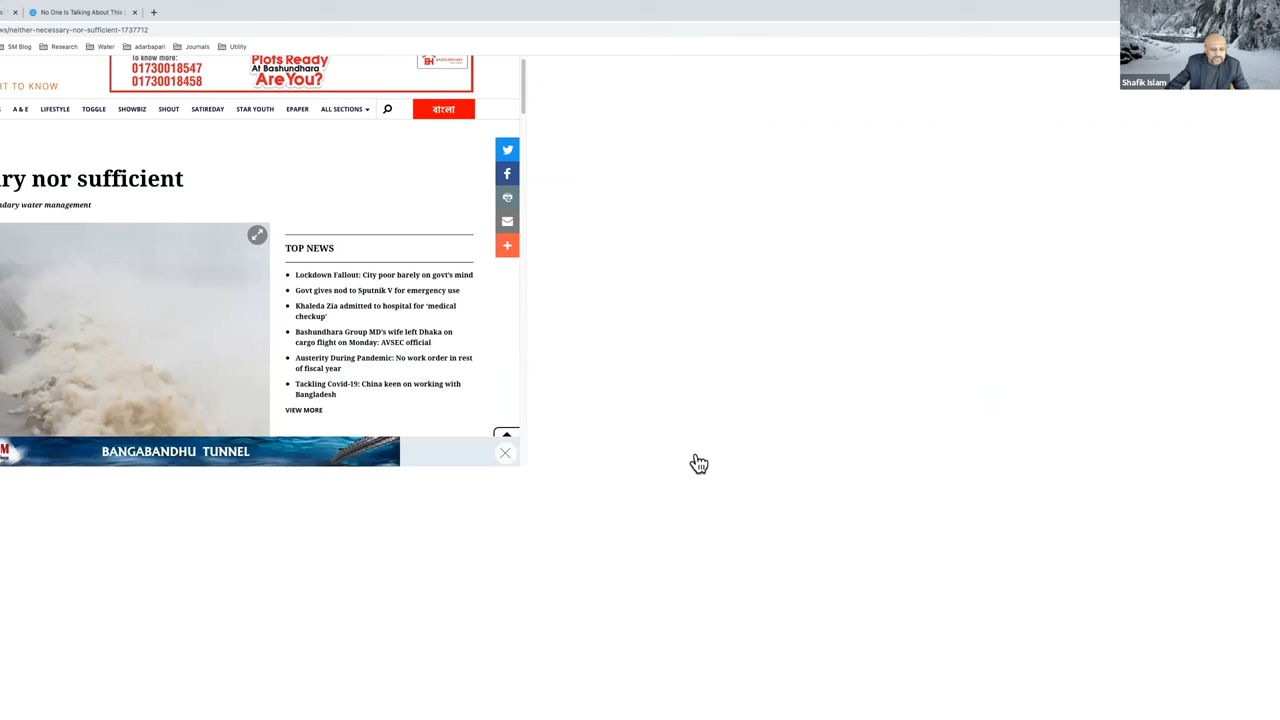 No One Is Talking About This
ws/neither-necessary-nor-sufficient-1737712
SM Blog Research Water adarbapari Journals Utility
Shafik Islam
To know more:
01730018547
01730018458
Plots Ready
At Bashundhara
Are You?
HT TO KNOW
A & E LIFESTYLE TOGGLE SHOWBIZ SHOUT SATIREDAY STAR YOUTH EPAPER ALL SECTIONS বাংলা
ry nor sufficient
ndary water management
TOP NEWS
Lockdown Fallout: City poor barely on govt's mind
Govt gives nod to Sputnik V for emergency use
Khaleda Zia admitted to hospital for 'medical
checkup'
Bashundhara Group MD's wife left Dhaka on
cargo flight on Monday: AVSEC official
Austerity During Pandemic: No work order in rest
of fiscal year
Tackling Covid-19: China keen on working with
Bangladesh
VIEW MORE
BANGABANDHU TUNNEL